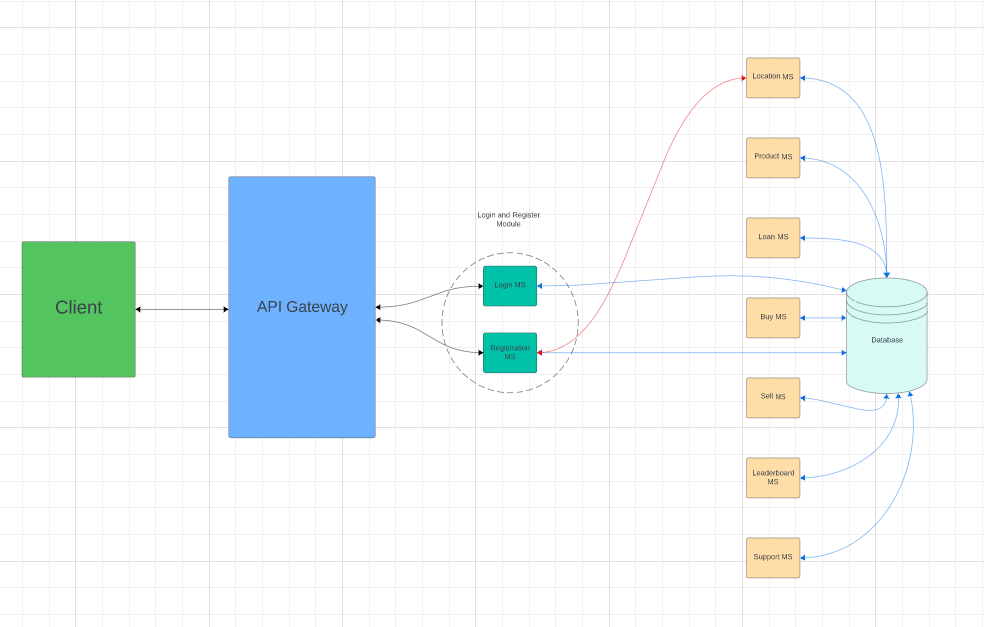 Client
API Gateway
Login and Register
Module
Login MS
Registration
MS
Location MS
Product MS
Loan MS
Buy MS
Sell MS
Leaderboard
MS
Support MS
Database